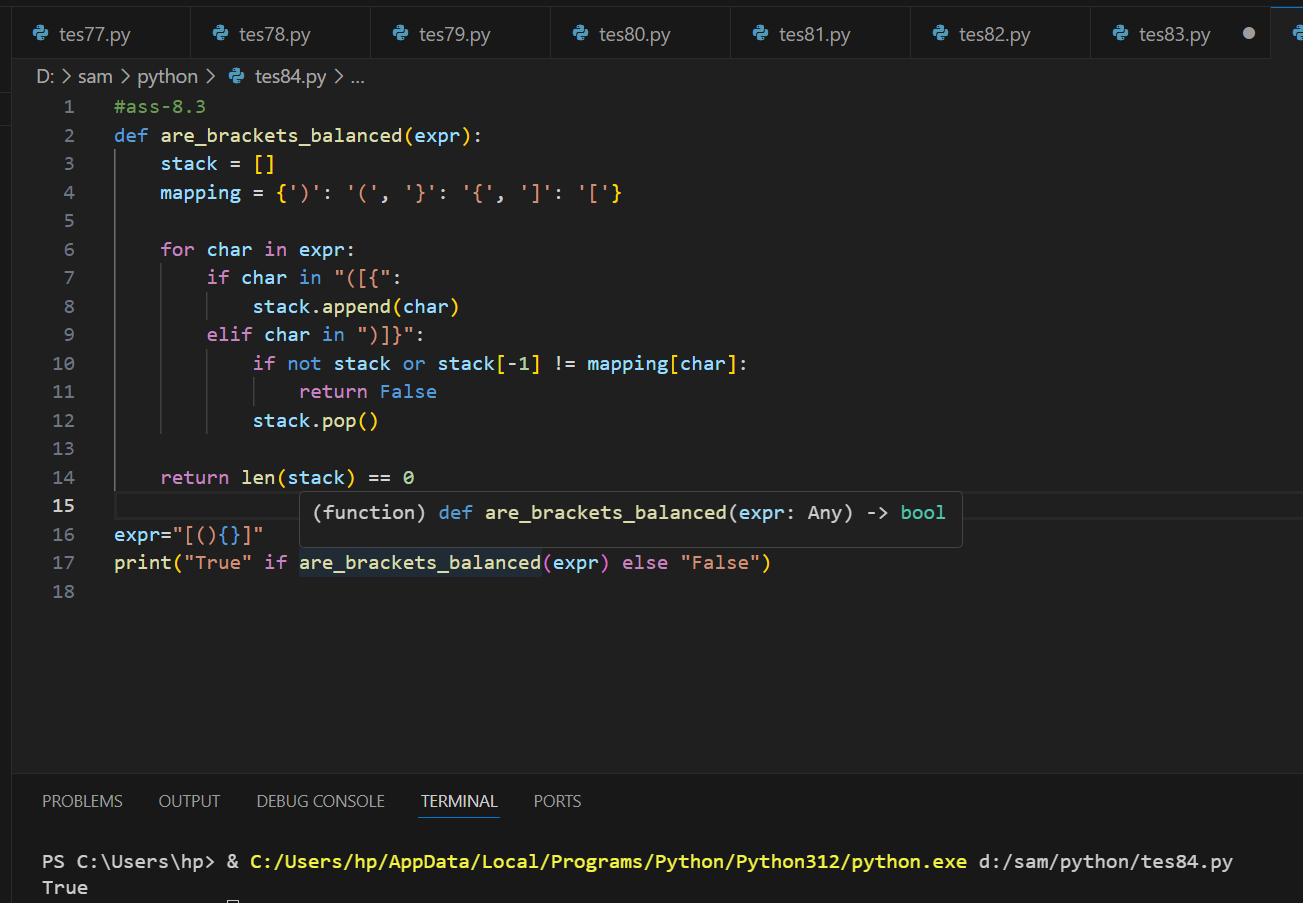 tes77.py tes78.py tes79.py tes80.py tes81.py tes82.py tes83.py
D: > sam > python > tes84.py > ...
1 #ass-8.3
2 def are_brackets_balanced(expr):
3     stack = []
4     mapping = {')': '(', '}': '{', ']': '['}
5
6     for char in expr:
7         if char in "([{":
8             stack.append(char)
9         elif char in ")]}":
10             if not stack or stack[-1] != mapping[char]:
11                 return False
12             stack.pop()
13
14     return len(stack) == 0
15
(function) def are_brackets_balanced(expr: Any) -> bool
16 expr="[(){}]"
17 print("True" if are_brackets_balanced(expr) else "False")
18
PROBLEMS OUTPUT DEBUG CONSOLE TERMINAL PORTS
PS C:\Users\hp> & C:/Users/hp/AppData/Local/Programs/Python/Python312/python.exe d:/sam/python/tes84.py
True